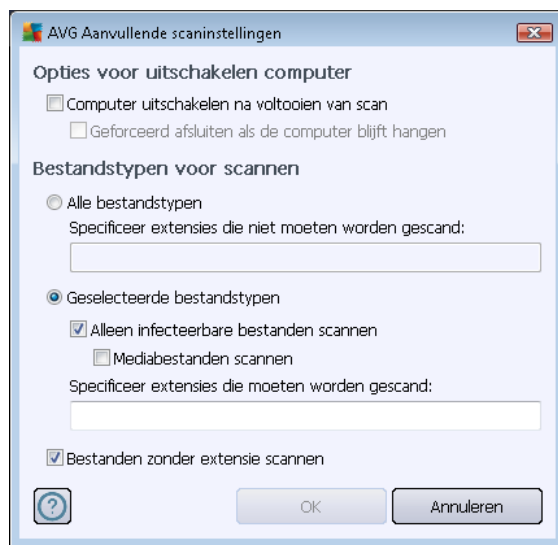 AVG Aanvullende scaninstellingen
Opties voor uitschakelen computer
Computer uitschakelen na voltooien van scan
Geforceerd afsluiten als de computer blijft hangen
Bestandstypen voor scannen
Alle bestandstypen
Specificeer extensies die niet moeten worden gescand:
Geselecteerde bestandstypen
Alleen infecteerbare bestanden scannen
Mediabestanden scannen
Specificeer extensies die moeten worden gescand:
Bestanden zonder extensie scannen
? OK Annuleren